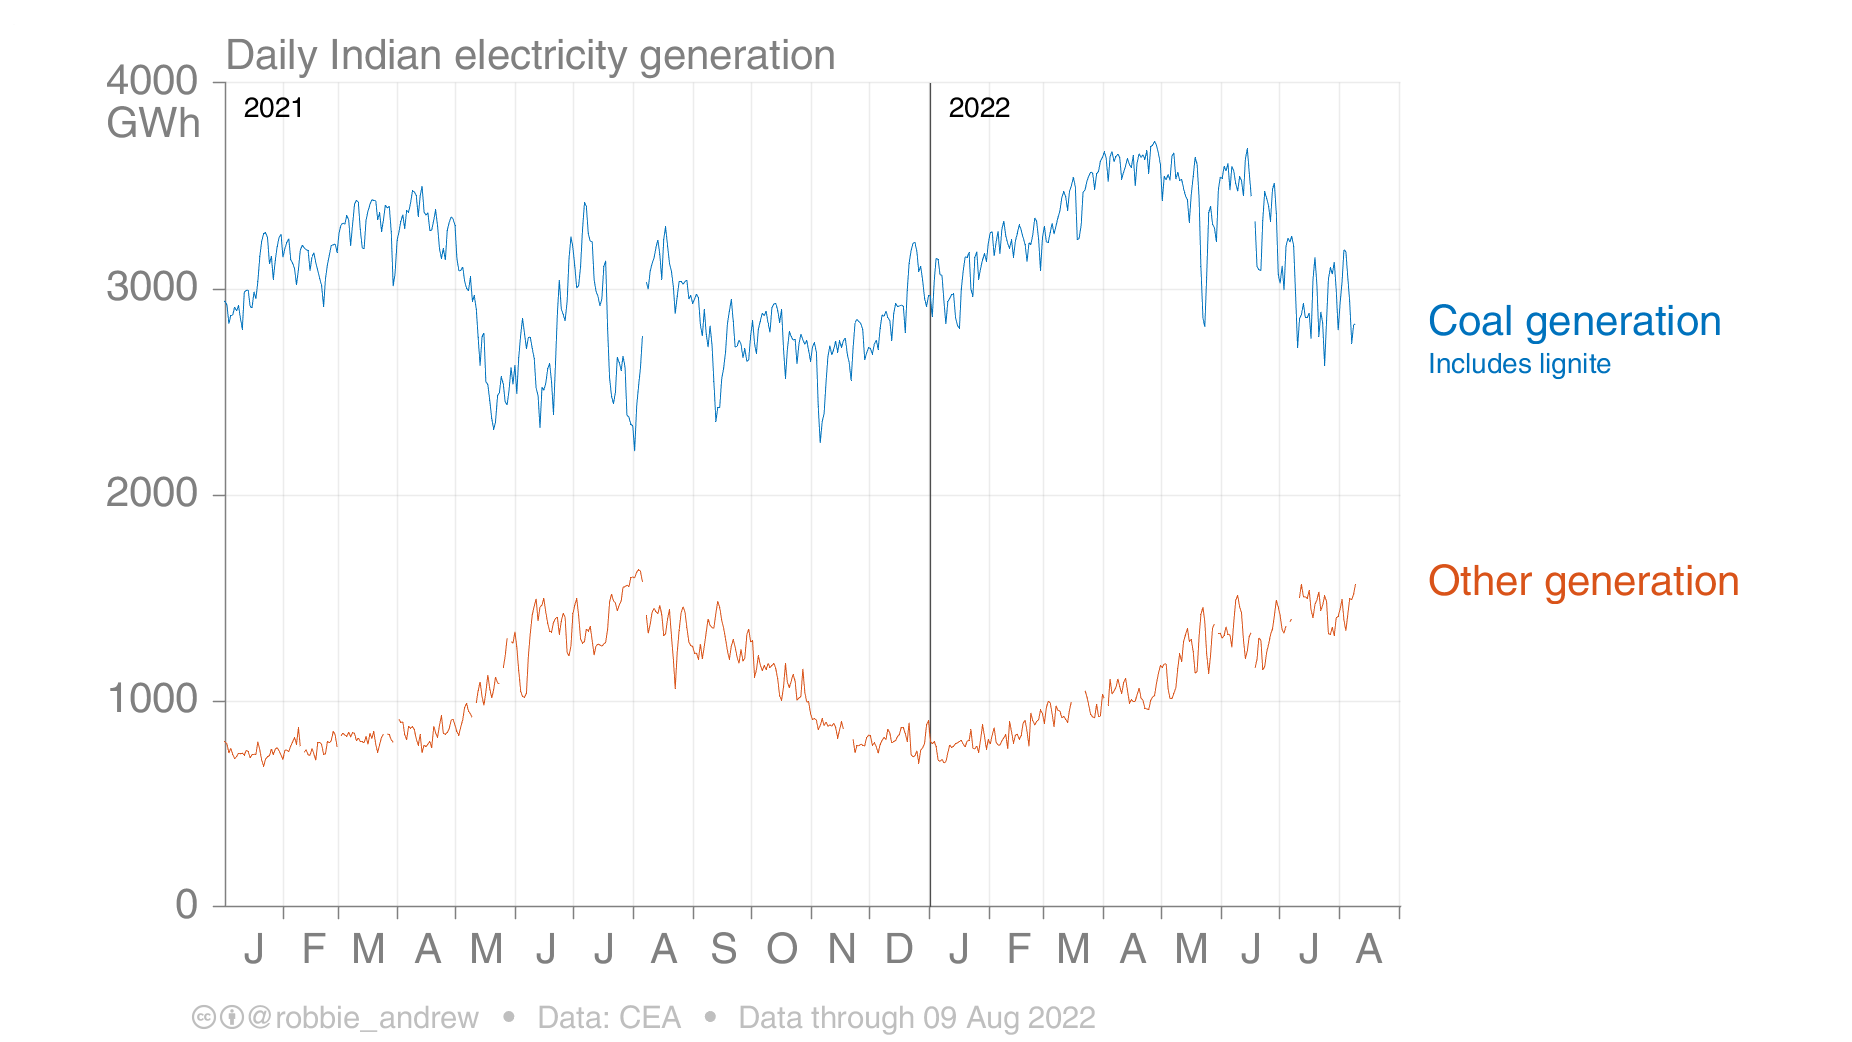 Daily Indian electricity generation
4000
GWh
2021
2022
3000
2000
1000
0
Coal generation
Includes lignite
Other generation
J F M A M J J A S O N D J F M A M J J A
@robbie_andrew • Data: CEA • Data through 09 Aug 2022